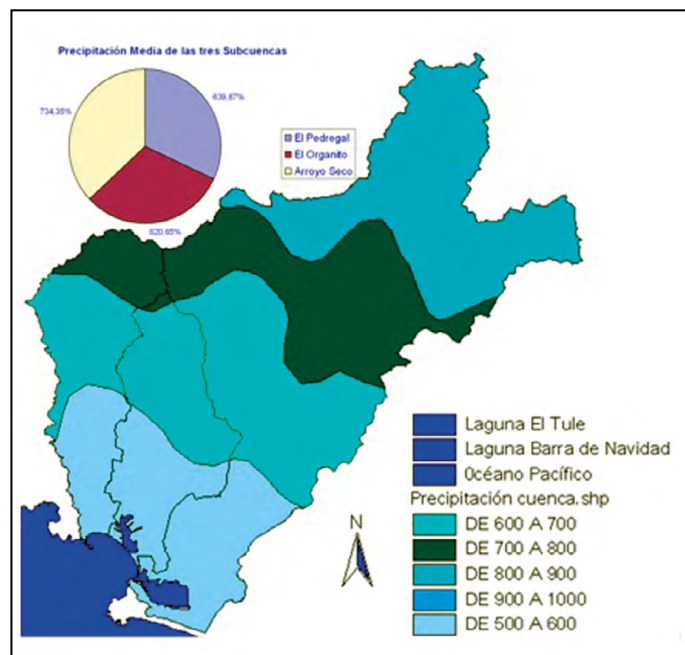 Precipitación Media de las tres Subcuencas
734,35%
639,87%
El Pedregal
El Organito
Arroyo Seco
620,65%
Laguna El Tule
Laguna Barra de Navidad
Océano Pacífico
Precipitación cuenca.shp
N
DE 600 A 700
DE 700 A 800
DE 800 A 900
DE 900 A 1000
DE 500 A 600